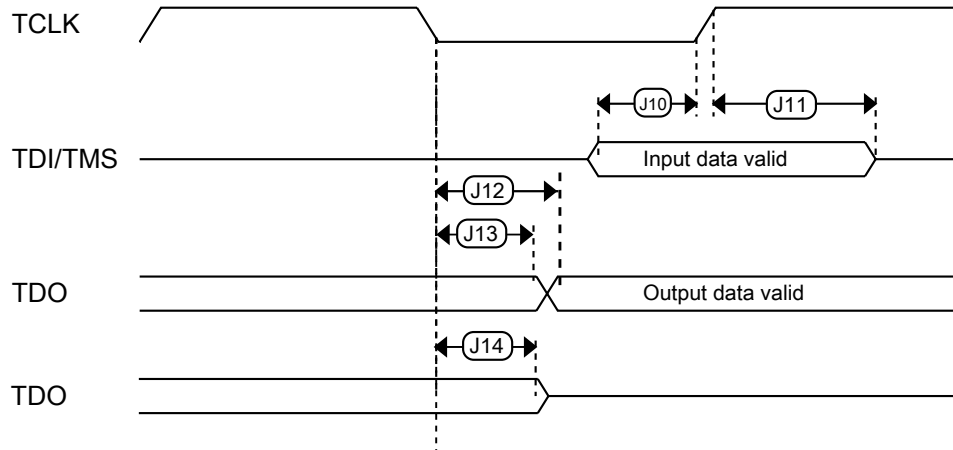 TCLK
J10
J11
TDI/TMS
Input data valid
J12
J13
TDO
Output data valid
J14
TDO